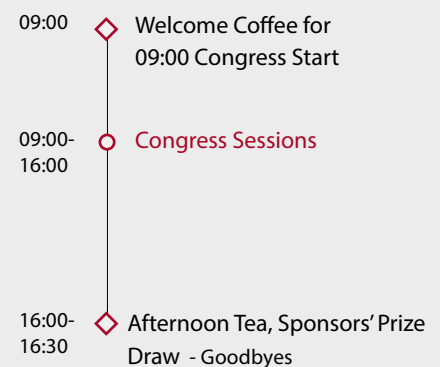 09:00 Welcome Coffee for
09:00 Congress Start
09:00- Congress Sessions
16:00
16:00- Afternoon Tea, Sponsors' Prize
16:30 Draw - Goodbyes